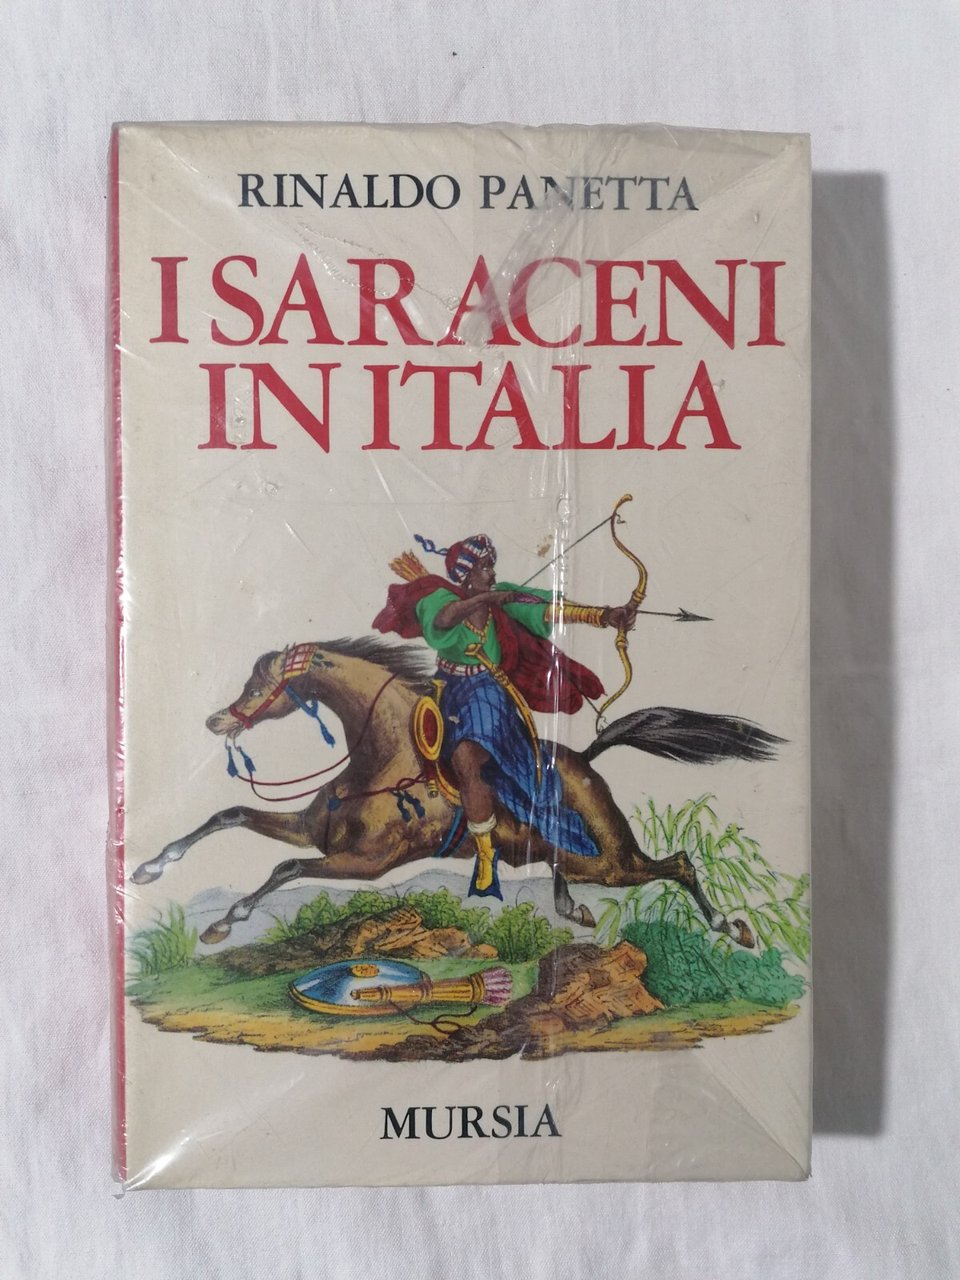 RINALDO PANETTA
I SARACENI
IN ITALIA
MURSIA